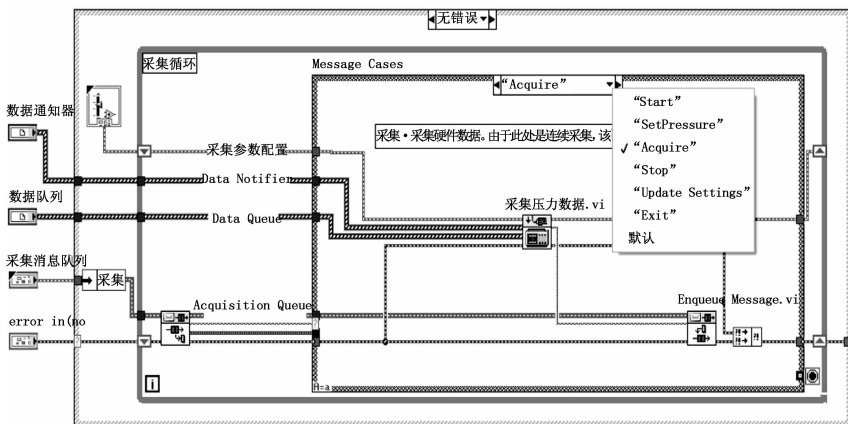 无错误
采集循环
Message Cases
"Acquire"
"Start"
"SetPressure"
"Acquire"
"Stop"
"Update Settings"
"Exit"
默认
采集·采集硬件数据。由于此处是连续采集,该
数据通知器
采集参数配置
Data Notifier
数据队列
Data Queue
采集压力数据.vi
采集消息队列
采集
Acquisition Queue
Enqueue Message.vi
error in(no
i
A=a